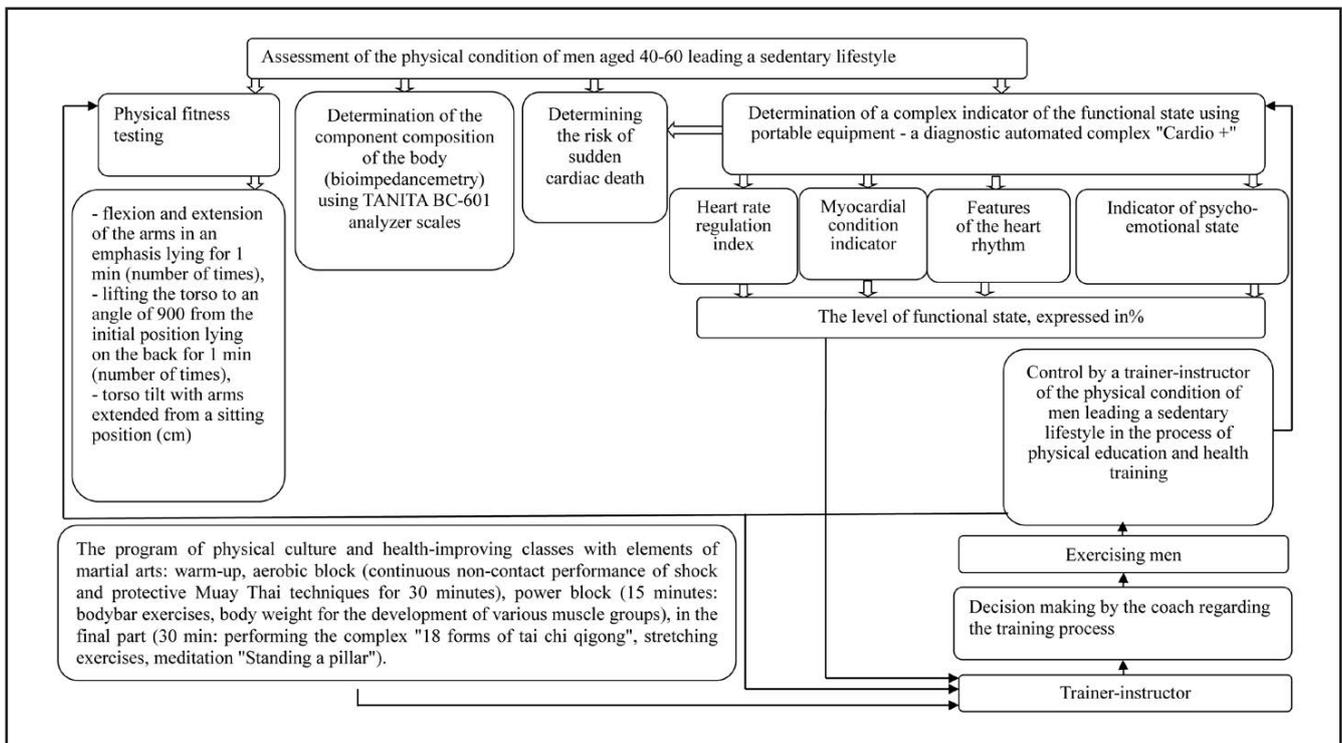 Assessment of the physical condition of men aged 40-60 leading a sedentary lifestyle
Physical fitness
testing
Determination of the
component composition
of the body
(bioimpedancemetry)
using TANITA BC-601
analyzer scales
Determining
the risk of
sudden
cardiac death
Determination of a complex indicator of the functional state using
portable equipment - a diagnostic automated complex "Cardio +"
- flexion and extension
of the arms in an
emphasis lying for 1
min (number of times),
- lifting the torso to an
angle of 900 from the
initial position lying
on the back for 1 min
(number of times),
- torso tilt with arms
extended from a sitting
position (cm)
Heart rate
regulation
index
Myocardial
condition
indicator
Features
of the heart
rhythm
Indicator of psycho-
emotional state
The level of functional state, expressed in%
Control by a trainer-instructor
of the physical condition of
men leading a sedentary
lifestyle in the process of
physical education and health
training
The program of physical culture and health-improving classes with elements of
martial arts: warm-up, aerobic block (continuous non-contact performance of shock
and protective Muay Thai techniques for 30 minutes), power block (15 minutes:
bodybar exercises, body weight for the development of various muscle groups), in the
final part (30 min: performing the complex "18 forms of tai chi qigong", stretching
exercises, meditation "Standing a pillar").
Exercising men
Decision making by the coach regarding
the training process
Trainer-instructor